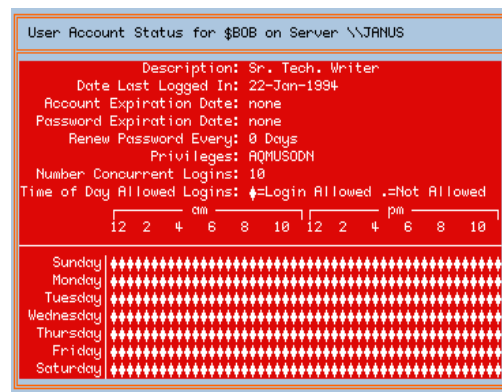 User Account Status for $BOB on Server \\JANUS
Description: Sr. Tech. Writer
Date Last Logged In: 22-Jan-1994
Account Expiration Date: none
Password Expiration Date: none
Renew Password Every: 0 Days
Privileges: AQMUSODN
Number Concurrent Logins: 10
Time of Day Allowed Logins: ♦=Login Allowed .=Not Allowed
am pm
12 2 4 6 8 10 12 2 4 6 8 10
Sunday
Monday
Tuesday
Wednesday
Thursday
Friday
Saturday